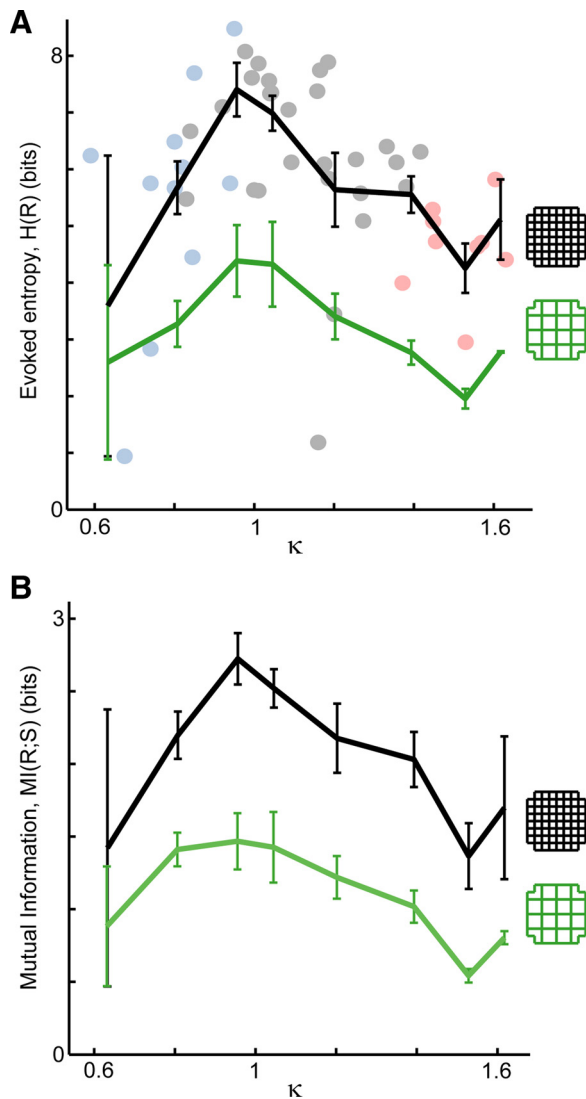 A
8
Evoked entropy, H(R) (bits)
0
0.6 1 1.6
κ
B
3
Mutual Information, MI(R;S) (bits)
0
0.6 1 1.6
κ